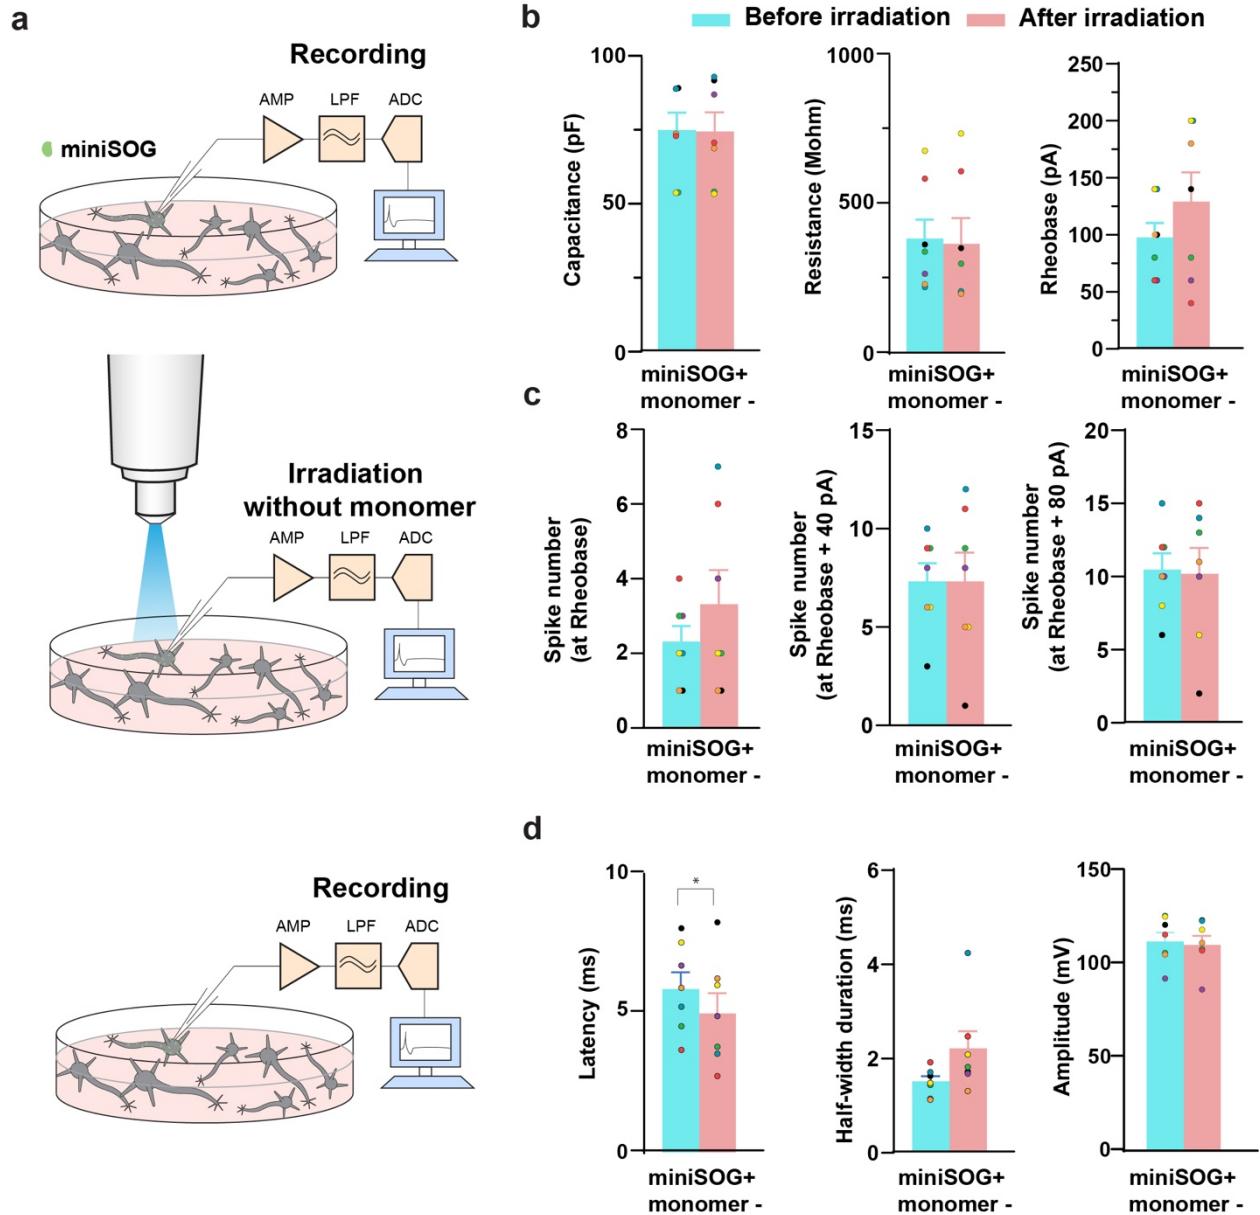 a
Recording
AMP LPF ADC
miniSOG
Irradiation
without monomer
AMP LPF ADC
Recording
AMP LPF ADC
b
Before irradiation After irradiation
Capacitance (pF)
100
50
0
miniSOG+
monomer -
Resistance (Mohm)
1000
500
0
miniSOG+
monomer -
Rheobase (pA)
250
200
150
100
50
0
miniSOG+
monomer -
c
Spike number
(at Rheobase)
8
6
4
2
0
miniSOG+
monomer -
Spike number
(at Rheobase + 40 pA)
15
10
5
0
miniSOG+
monomer -
Spike number
(at Rheobase + 80 pA)
20
15
10
5
0
miniSOG+
monomer -
d
Latency (ms)
10
5
0
*
miniSOG+
monomer -
Half-width duration (ms)
6
4
2
0
miniSOG+
monomer -
Amplitude (mV)
150
100
50
0
miniSOG+
monomer -